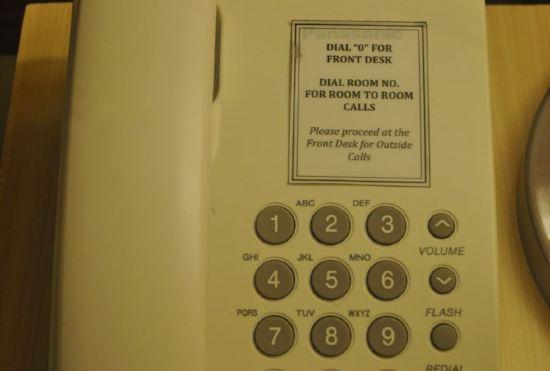 Panasonic
DIAL "0" FOR
FRONT DESK
DIAL ROOM NO.
FOR ROOM TO ROOM
CALLS
Please proceed at the
Front Desk for Outside
Calls
ABC DEF
1 2 3
VOLUME
GHI JKL MNO
4 5 6
FLASH
PQRS TUV WXYZ
7 8 9
REDIAL